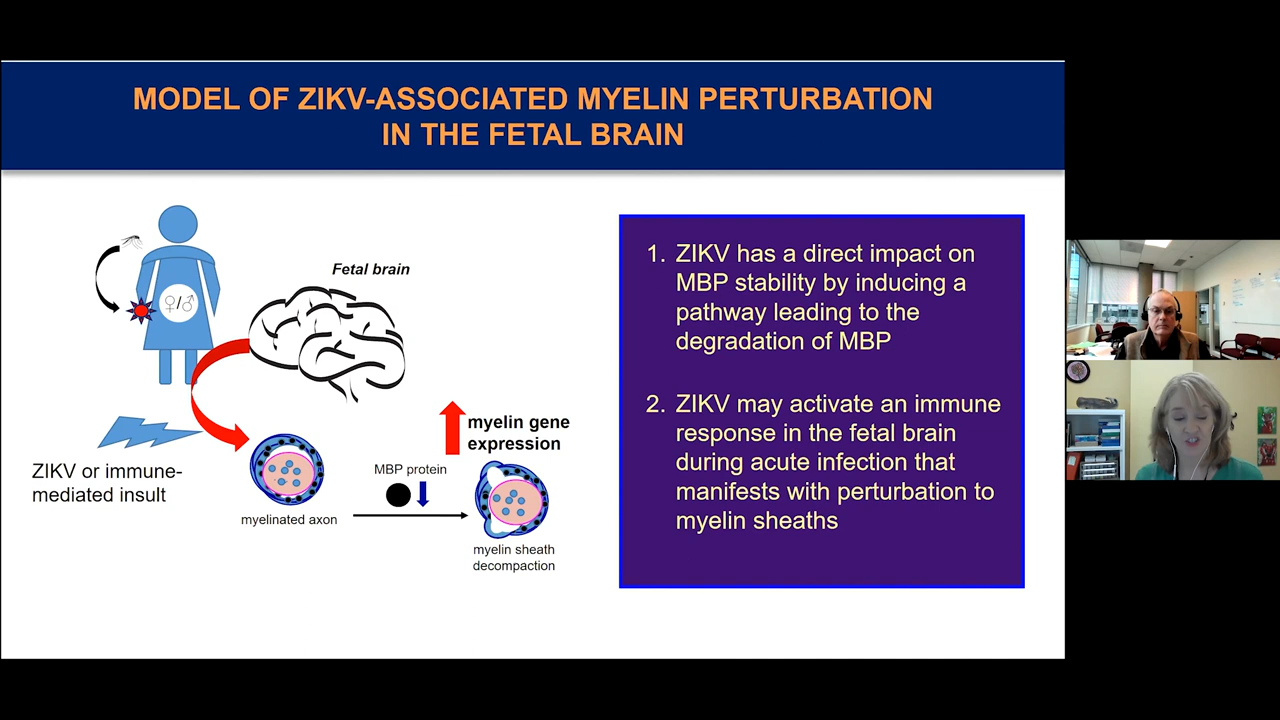 MODEL OF ZIKV-ASSOCIATED MYELIN PERTURBATION
IN THE FETAL BRAIN
♀/♂
Fetal brain
myelin gene
expression
ZIKV or immune-
mediated insult
MBP protein
myelinated axon
myelin sheath
decompaction
1. ZIKV has a direct impact on
MBP stability by inducing a
pathway leading to the
degradation of MBP
2. ZIKV may activate an immune
response in the fetal brain
during acute infection that
manifests with perturbation to
myelin sheaths